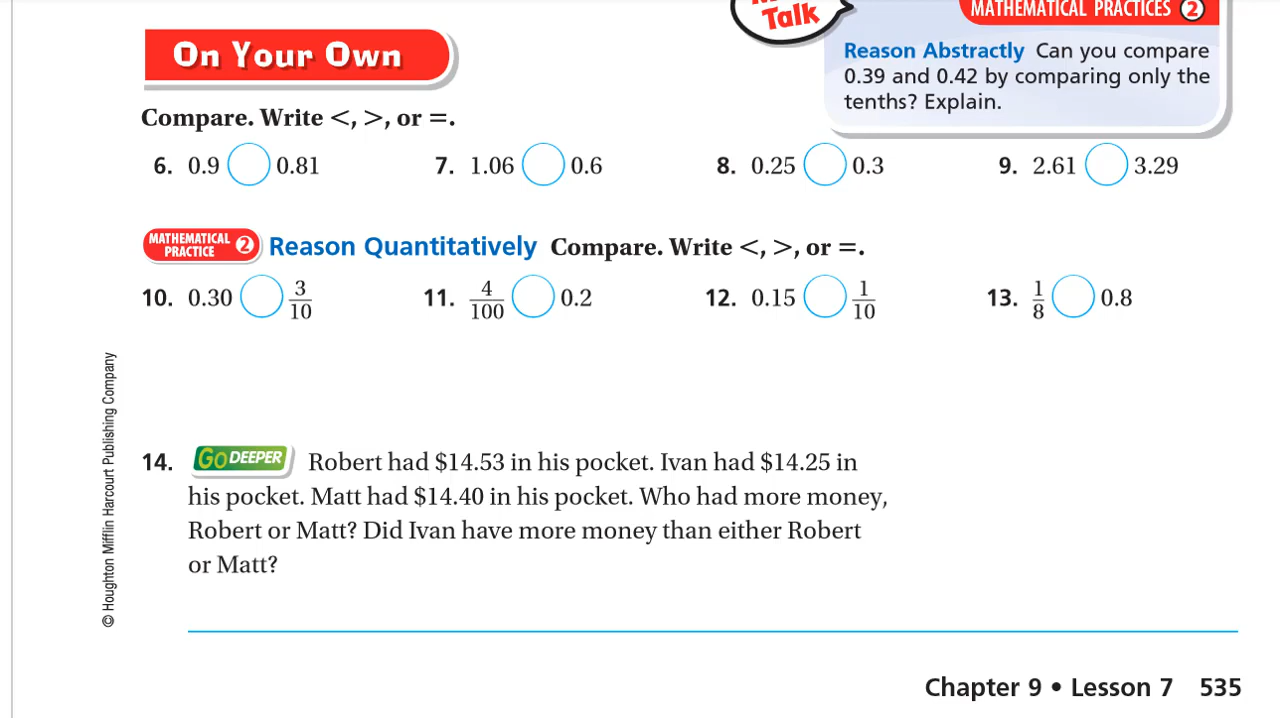 Talk
MATHEMATICAL PRACTICES 2
Reason Abstractly Can you compare
0.39 and 0.42 by comparing only the
tenths? Explain.
On Your Own
Compare. Write <, >, or =.
6. 0.9 ◯ 0.81 7. 1.06 ◯ 0.6 8. 0.25 ◯ 0.3 9. 2.61 ◯ 3.29
MATHEMATICAL PRACTICE 2 Reason Quantitatively Compare. Write <, >, or =.
10. 0.30 ◯ 3/10 11. 4/100 ◯ 0.2 12. 0.15 ◯ 1/10 13. 1/8 ◯ 0.8
14. GO DEEPER Robert had $14.53 in his pocket. Ivan had $14.25 in
his pocket. Matt had $14.40 in his pocket. Who had more money,
Robert or Matt? Did Ivan have more money than either Robert
or Matt?
© Houghton Mifflin Harcourt Publishing Company
Chapter 9 • Lesson 7 535